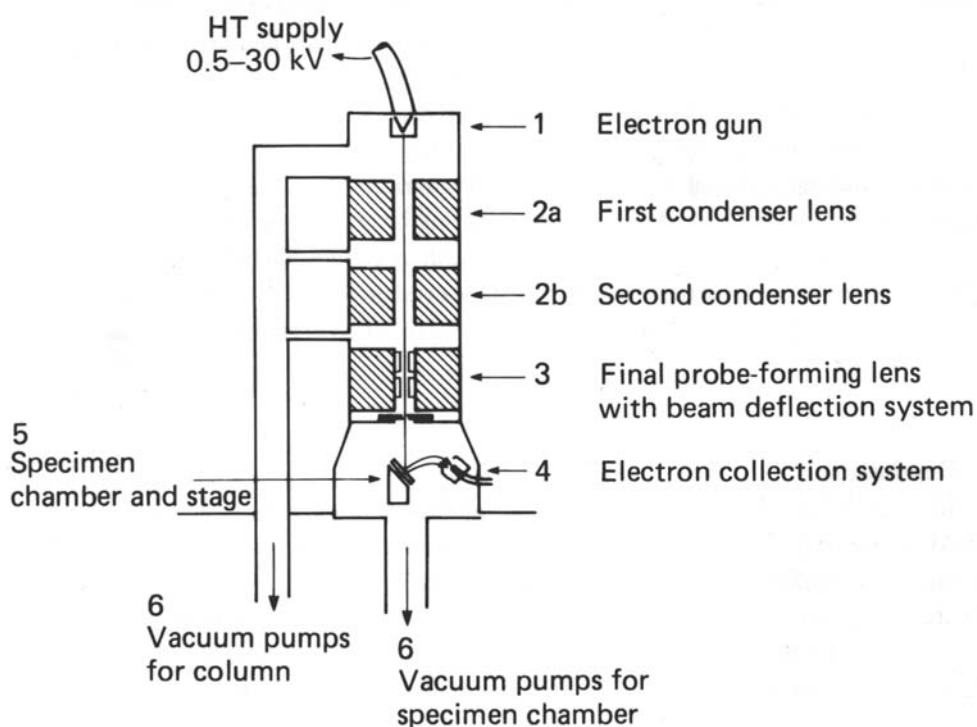 HT supply
0.5–30 kV
1 Electron gun
2a First condenser lens
2b Second condenser lens
3 Final probe-forming lens
with beam deflection system
5
Specimen
chamber and stage
4 Electron collection system
6
Vacuum pumps
for column
6
Vacuum pumps for
specimen chamber